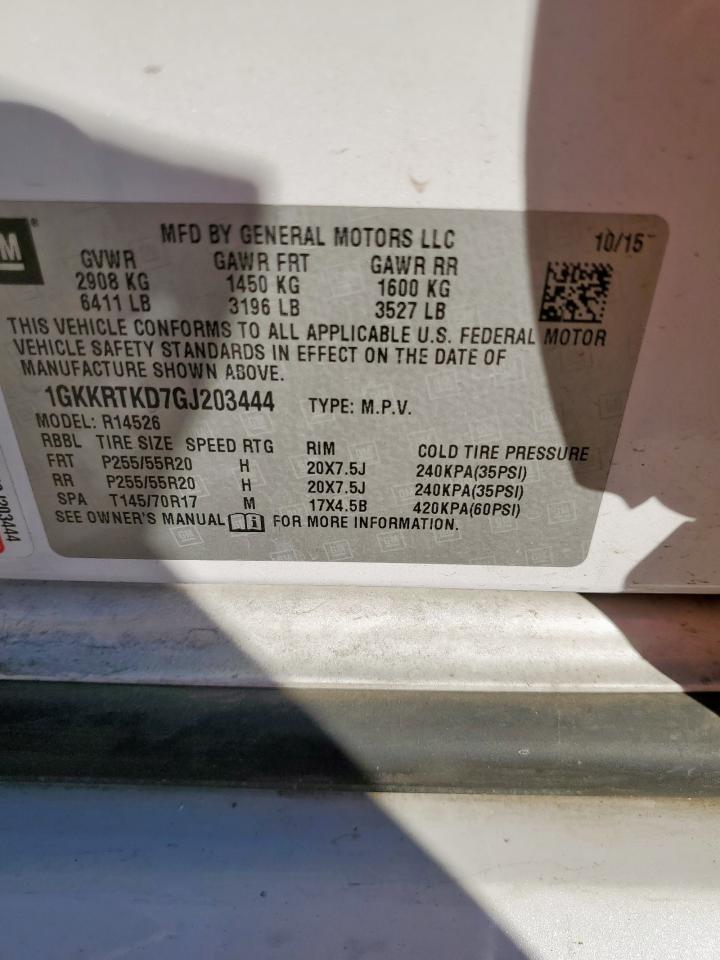 M ®
MFD BY GENERAL MOTORS LLC 10/15
GVWR GAWR FRT GAWR RR
2908 KG 1450 KG 1600 KG
6411 LB 3196 LB 3527 LB
THIS VEHICLE CONFORMS TO ALL APPLICABLE U.S. FEDERAL MOTOR
VEHICLE SAFETY STANDARDS IN EFFECT ON THE DATE OF
MANUFACTURE SHOWN ABOVE.
1GKKRTKD7GJ203444 TYPE: M.P.V.
MODEL: R14526
RBBL TIRE SIZE SPEED RTG RIM COLD TIRE PRESSURE
FRT P255/55R20 H 20X7.5J 240KPA(35PSI)
RR P255/55R20 H 20X7.5J 240KPA(35PSI)
SPA T145/70R17 M 17X4.5B 420KPA(60PSI)
SEE OWNER'S MANUAL FOR MORE INFORMATION.
J203444